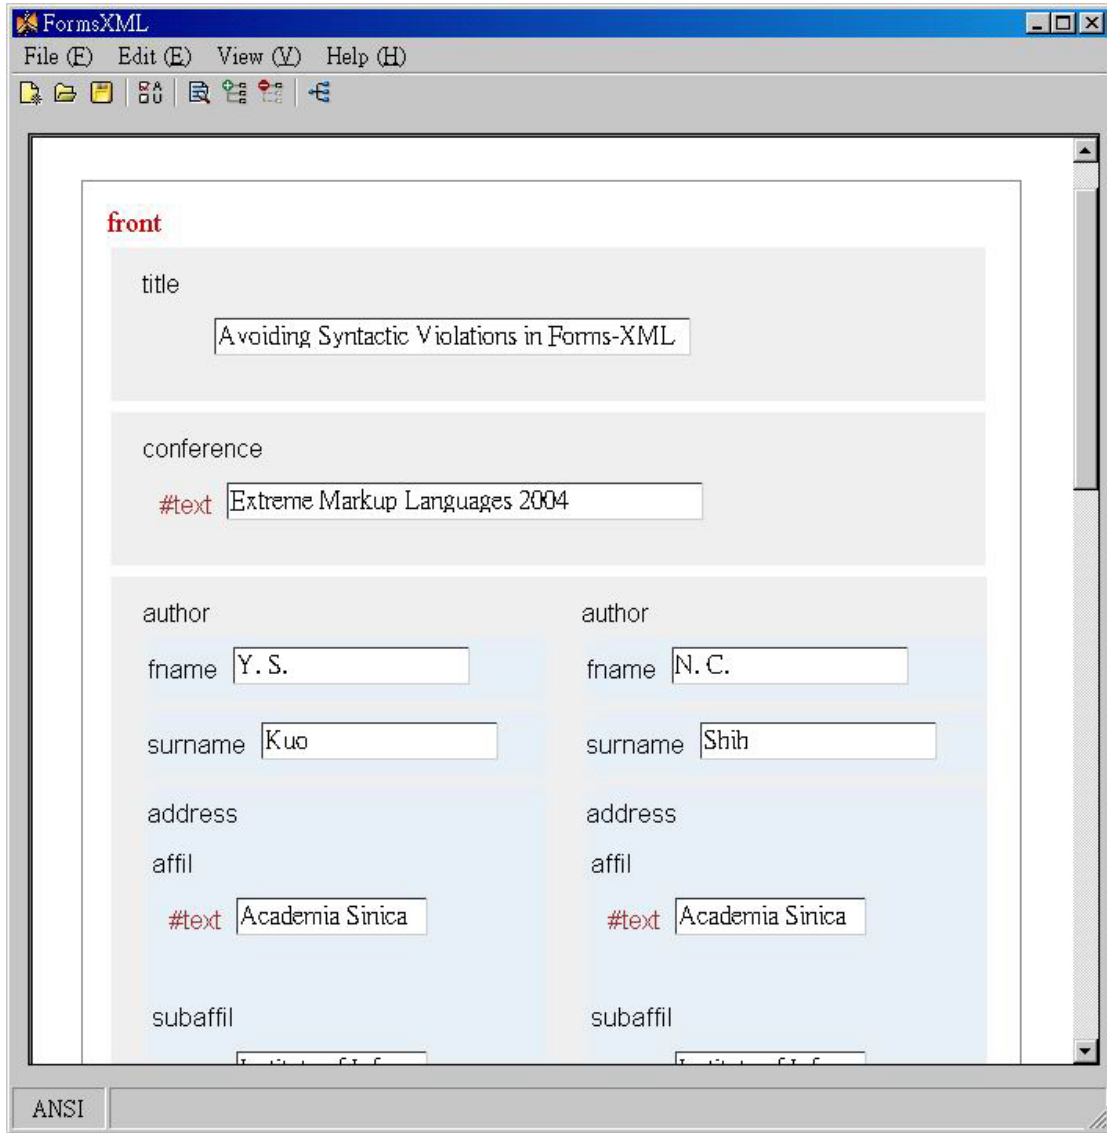 FormsXML
File (F) Edit (E) View (V) Help (H)
front
title
Avoiding Syntactic Violations in Forms-XML
conference
#text Extreme Markup Languages 2004
author author
fname Y. S. fname N. C.
surname Kuo surname Shih
address address
affil affil
#text Academia Sinica #text Academia Sinica
subaffil subaffil
ANSI